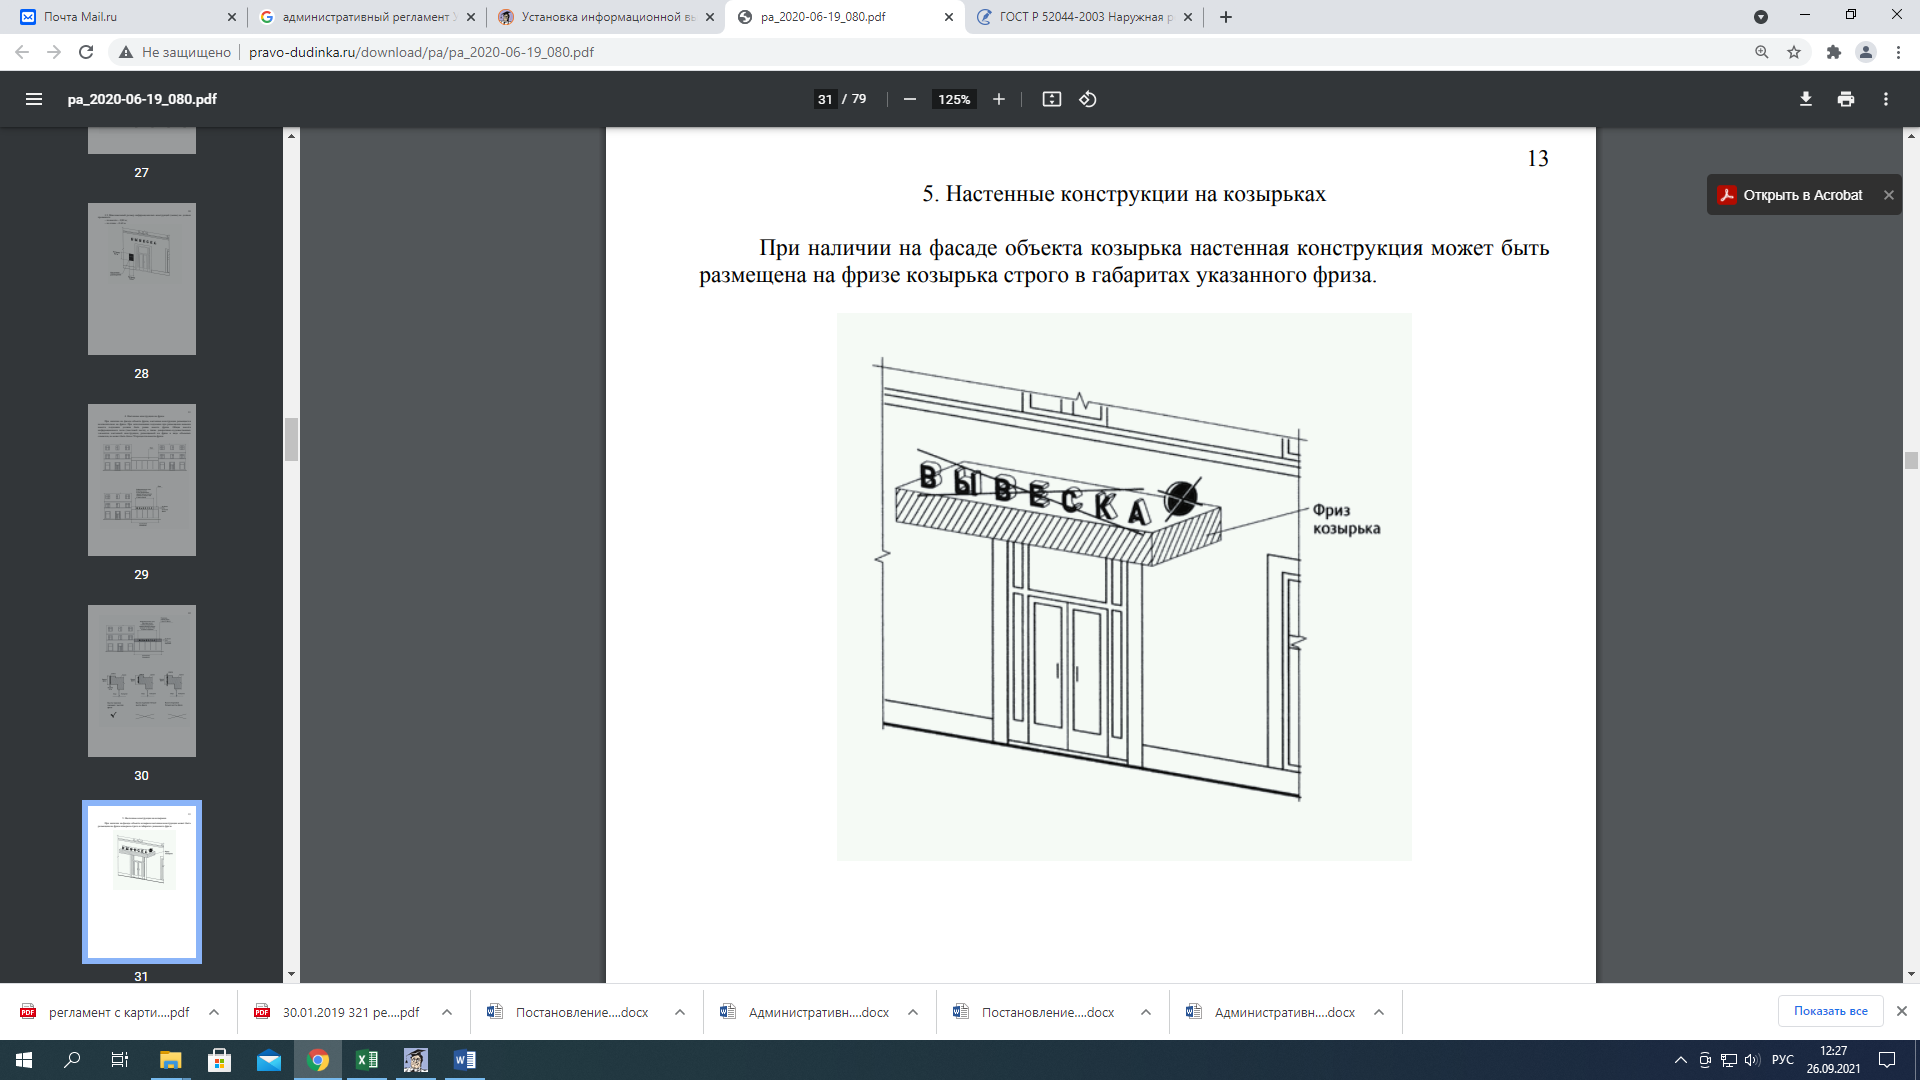 Почта Mail.ru
административный регламент У
Установка информационной вы
pa_2020-06-19_080.pdf
ГОСТ Р 52044-2003 Наружная р
Не защищено
pravo-dudinka.ru/download/pa/pa_2020-06-19_080.pdf
pa_2020-06-19_080.pdf
31 / 79
125%
27
28
29
30
31
13
5. Настенные конструкции на козырьках
При наличии на фасаде объекта козырька настенная конструкция может быть
размещена на фризе козырька строго в габаритах указанного фриза.
ВЫВЕСКА
Фриз
козырька
Открыть в Acrobat
регламент с карти....pdf
30.01.2019 321 ре....pdf
Постановление....docx
Административн....docx
Постановление....docx
Административн....docx
Показать все
РУС
12:27
26.09.2021